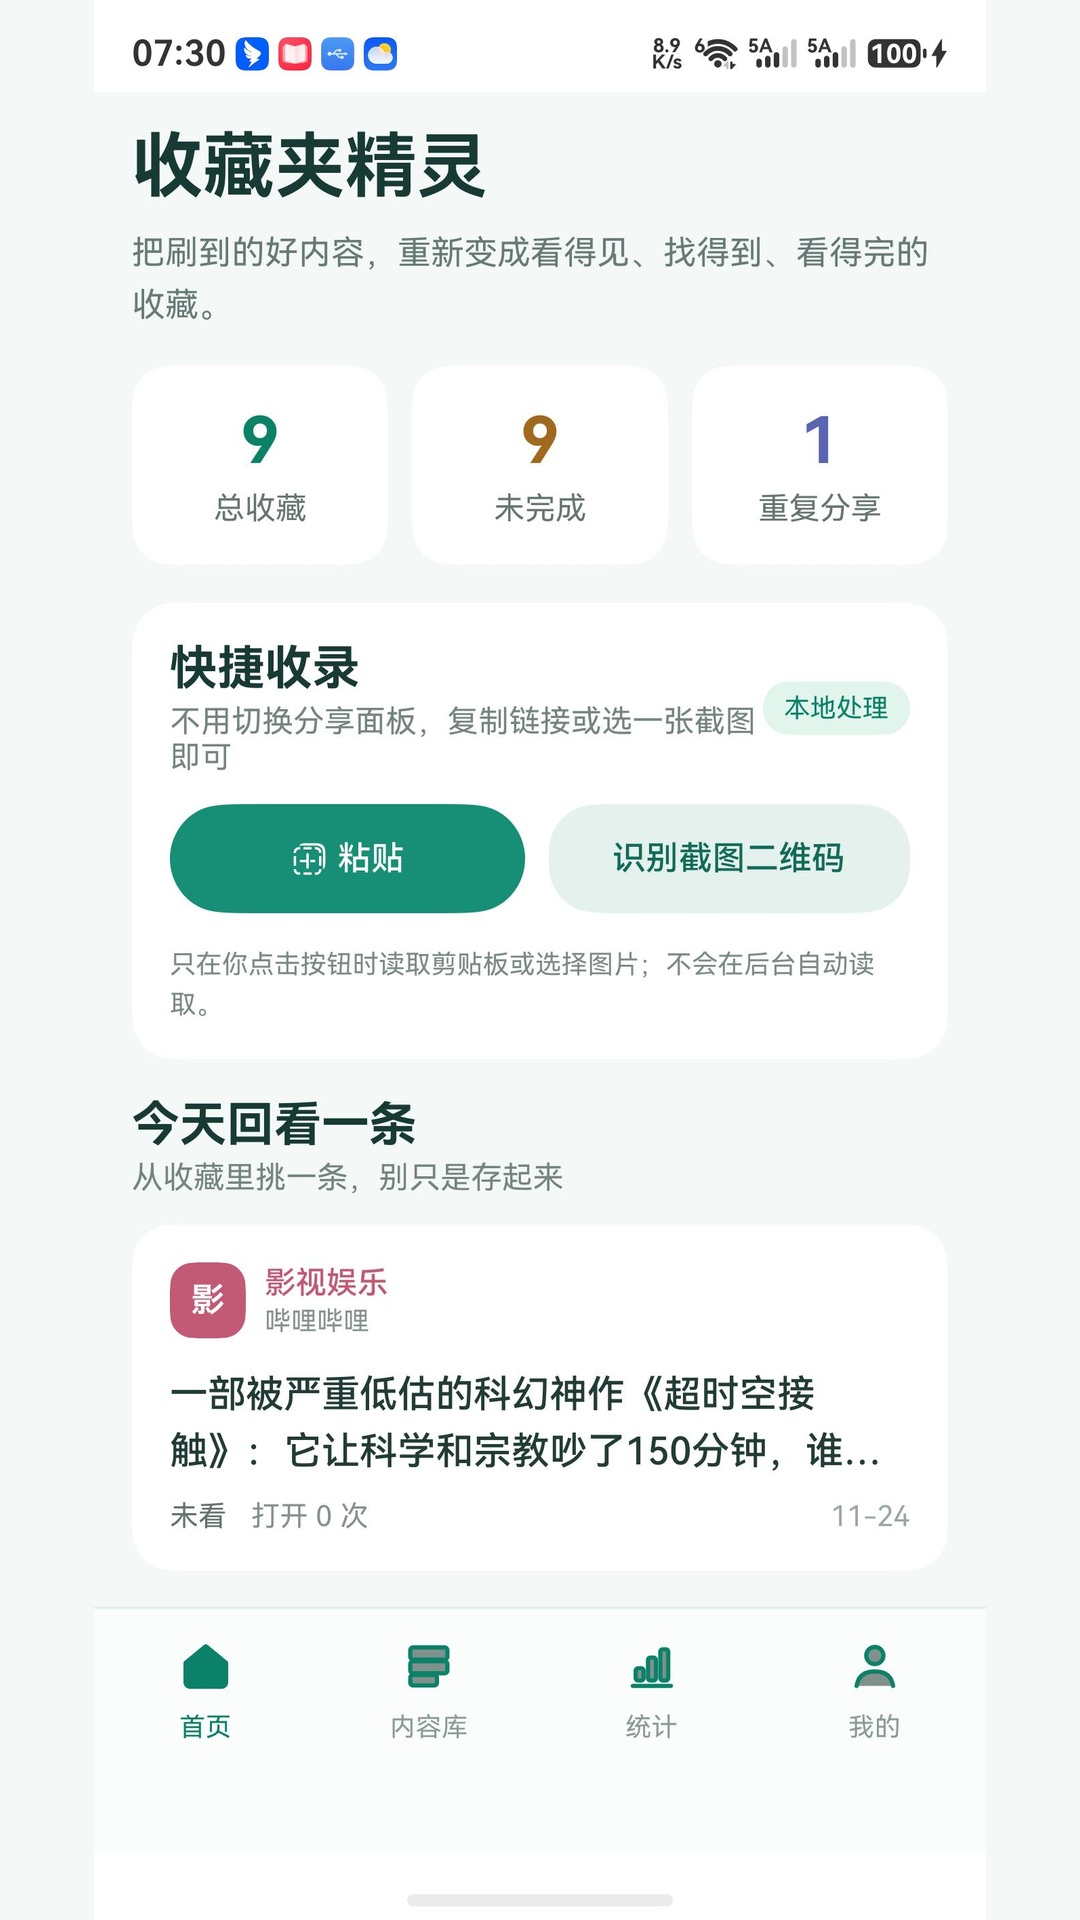 07:30
8.9 K/s
6
5A
5A
100
收藏夹精灵
把刷到的好内容，重新变成看得见、找得到、看得完的
收藏。
9
9
1
总收藏
未完成
重复分享
快捷收录
不用切换分享面板，复制链接或选一张截图
即可
本地处理
粘贴
识别截图二维码
只在你点击按钮时读取剪贴板或选择图片；不会在后台自动读
取。
今天回看一条
从收藏里挑一条，别只是存起来
影
影视娱乐
哔哩哔哩
一部被严重低估的科幻神作《超时空接
触》：它让科学和宗教吵了150分钟，谁…
未看 打开 0 次
11-24
首页
内容库
统计
我的